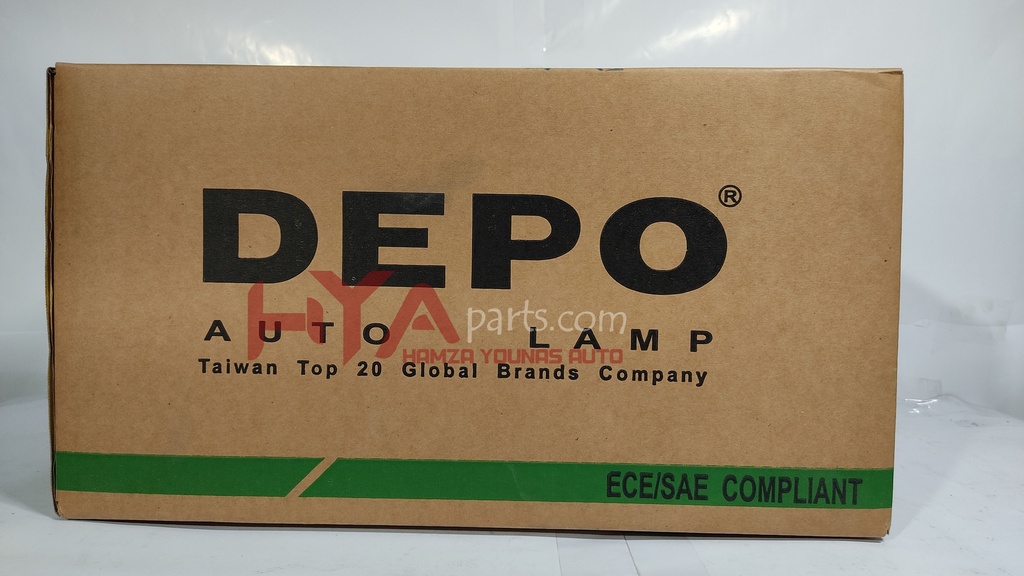 DEPO®
AUTO LAMP
HYAparts.com
HAMZA YOUNAS AUTO
Taiwan Top 20 Global Brands Company
ECE/SAE COMPLIANT